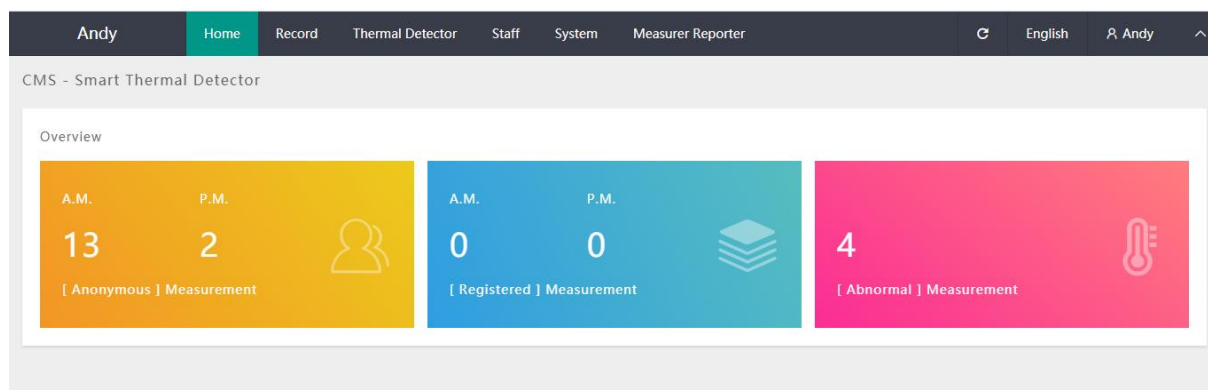 Andy Home Record Thermal Detector Staff System Measurer Reporter English Andy
CMS - Smart Thermal Detector
Overview
A.M. P.M.
13 2
[ Anonymous ] Measurement
A.M. P.M.
0 0
[ Registered ] Measurement
4
[ Abnormal ] Measurement